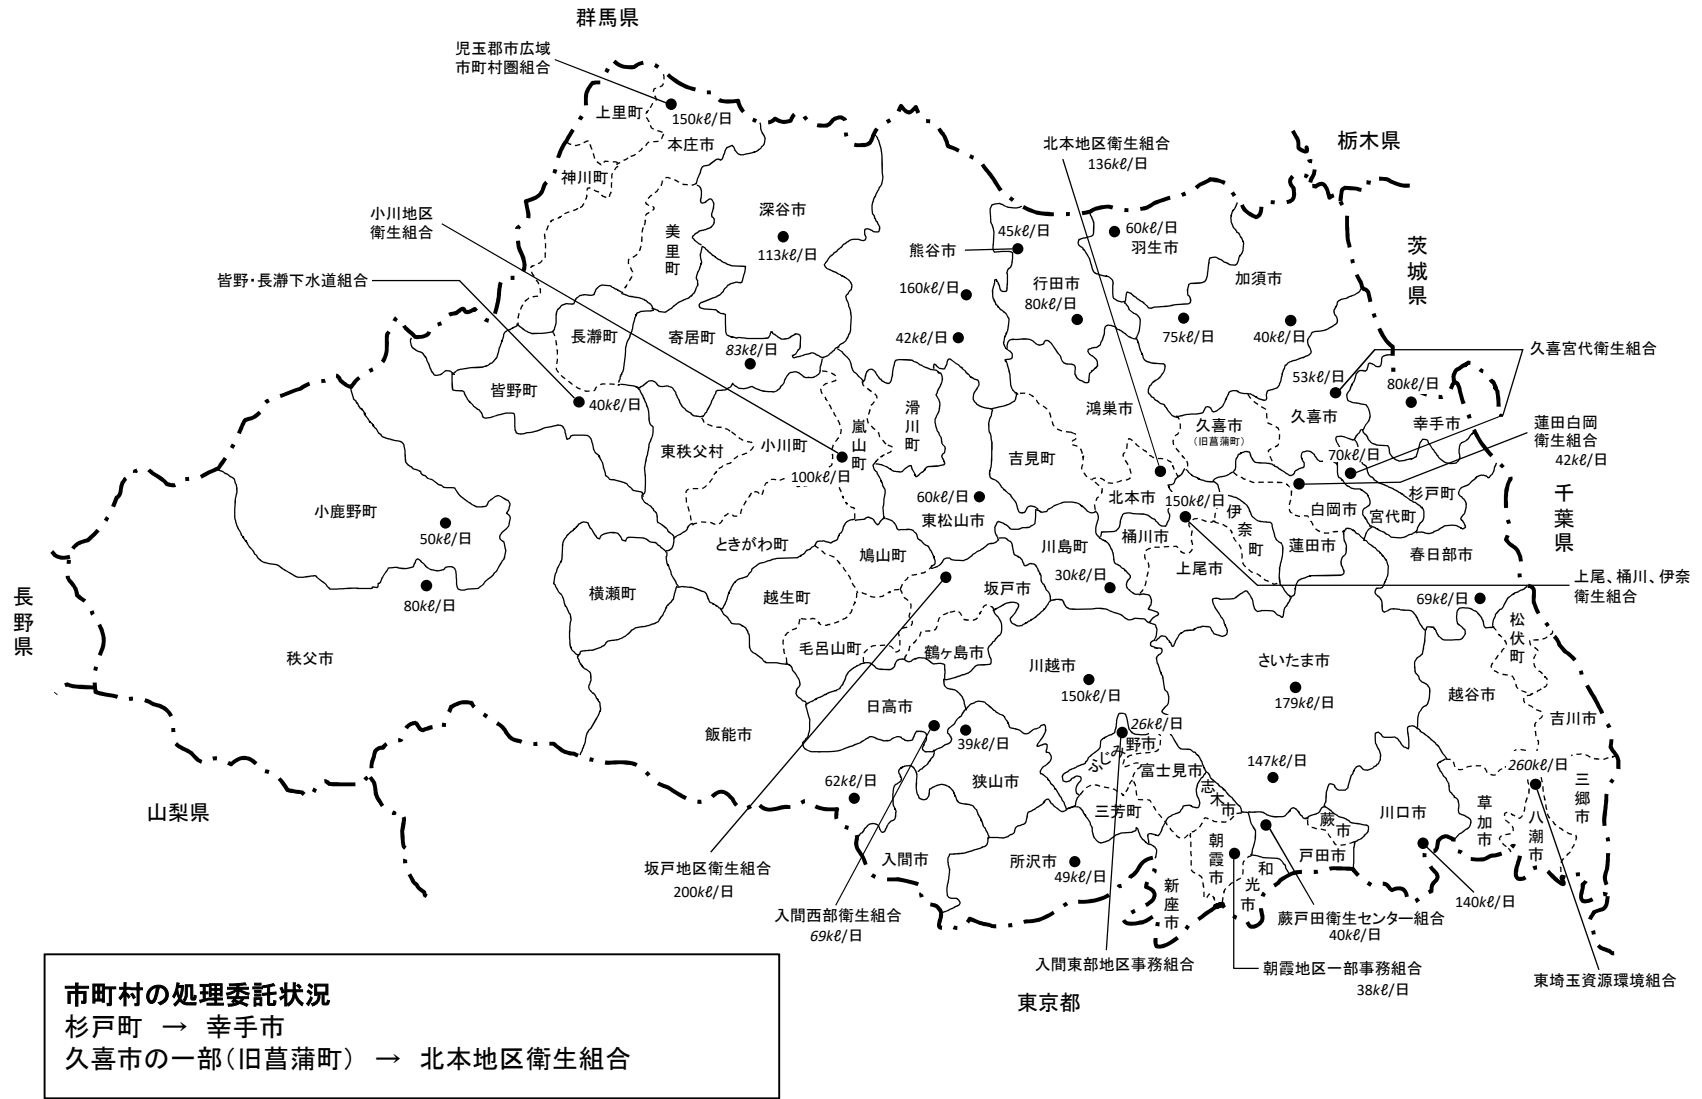 群馬県
児玉郡市広域
市町村圏組合
上里町
150kℓ/日
本庄市
北本地区衛生組合
136kℓ/日
栃木県
神川町
小川地区
衛生組合
深谷市
113kℓ/日
美里町
45kℓ/日
熊谷市
60kℓ/日
羽生市
茨城県
皆野・長瀞下水道組合
加須市
行田市
80kℓ/日
160kℓ/日
42kℓ/日
75kℓ/日
40kℓ/日
長瀞町
寄居町
83kℓ/日
久喜宮代衛生組合
53kℓ/日
80kℓ/日
皆野町
40kℓ/日
滑川町
鴻巣市
久喜市
(旧菖蒲町)
久喜市
幸手市
蓮田白岡
衛生組合
42kℓ/日
東秩父村
小川町
嵐山町
100kℓ/日
吉見町
70kℓ/日
小鹿野町
50kℓ/日
60kℓ/日
東松山市
北本市
150kℓ/日
伊奈町
白岡市
宮代町
杉戸町
千葉県
ときがわ町
鳩山町
川島町
30kℓ/日
桶川市
上尾市
蓮田市
春日部市
長野県
80kℓ/日
横瀬町
越生町
坂戸市
上尾、桶川、伊奈
衛生組合
69kℓ/日
松伏町
秩父市
毛呂山町
鶴ヶ島市
川越市
150kℓ/日
さいたま市
179kℓ/日
越谷市
吉川市
飯能市
日高市
39kℓ/日
26kℓ/日
ふじみ野市
富士見市
志木市
147kℓ/日
260kℓ/日
三郷市
山梨県
62kℓ/日
狭山市
三芳町
蕨市
川口市
草加市
八潮市
入間市
所沢市
49kℓ/日
朝霞市
和光市
戸田市
新座市
坂戸地区衛生組合
200kℓ/日
入間西部衛生組合
69kℓ/日
140kℓ/日
蕨戸田衛生センター組合
40kℓ/日
入間東部地区事務組合
朝霞地区一部事務組合
38kℓ/日
東埼玉資源環境組合
東京都
市町村の処理委託状況
杉戸町 → 幸手市
久喜市の一部(旧菖蒲町) → 北本地区衛生組合